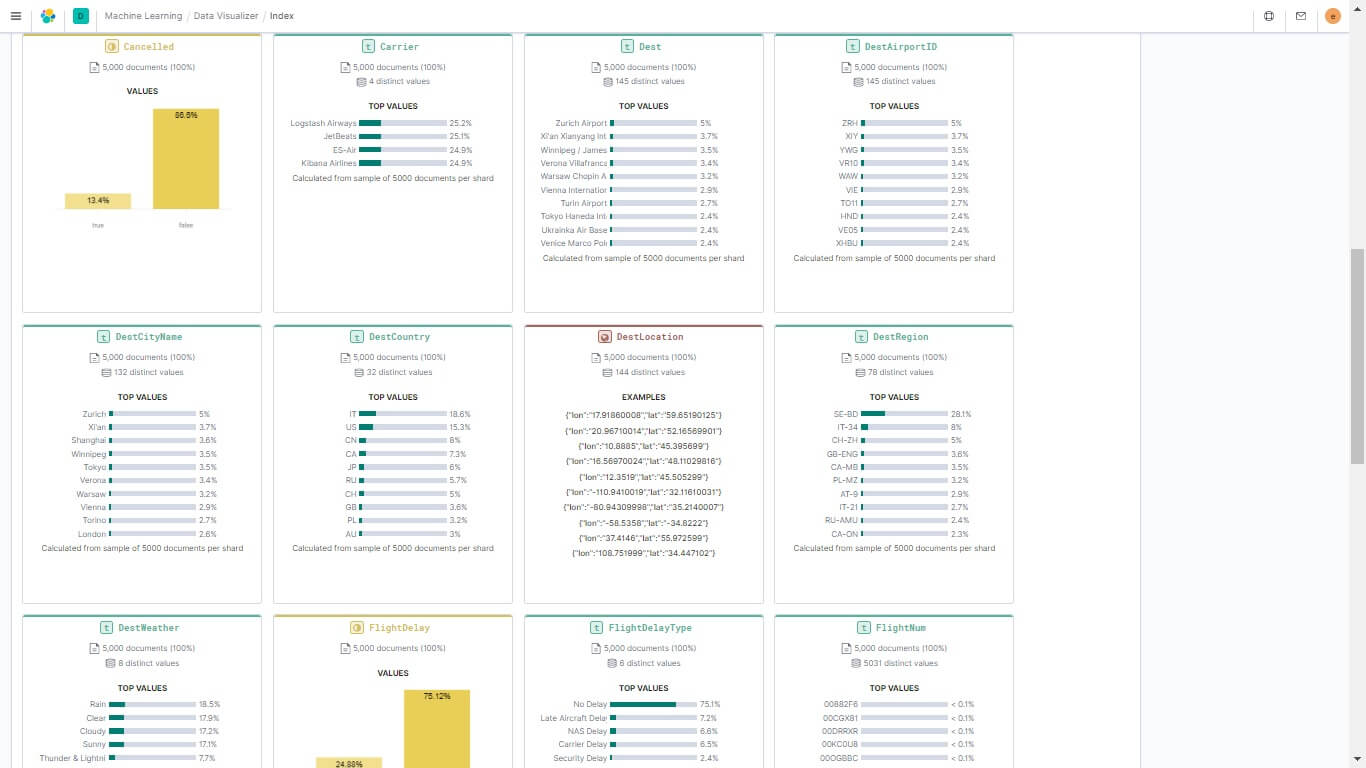 D Machine Learning / Data Visualizer / Index e
Cancelled
5,000 documents (100%)
VALUES
86.6%
13.4%
true false
t Carrier
5,000 documents (100%)
4 distinct values
TOP VALUES
Logstash Airways 25.2%
JetBeats 25.1%
ES-Air 24.9%
Kibana Airlines 24.9%
Calculated from sample of 5000 documents per shard
t Dest
5,000 documents (100%)
145 distinct values
TOP VALUES
Zurich Airport 5%
Xi'an Xianyang Int 3.7%
Winnipeg / James 3.5%
Verona Villafranca 3.4%
Warsaw Chopin A 3.2%
Vienna Internation 2.9%
Turin Airport 2.7%
Tokyo Haneda Int 2.4%
Ukrainka Air Base 2.4%
Venice Marco Pol 2.4%
Calculated from sample of 5000 documents per shard
t DestAirportID
5,000 documents (100%)
145 distinct values
TOP VALUES
ZRH 5%
XIY 3.7%
YWG 3.5%
VR10 3.4%
WAW 3.2%
VIE 2.9%
TO11 2.7%
HND 2.4%
VE05 2.4%
XHBU 2.4%
Calculated from sample of 5000 documents per shard
t DestCityName
5,000 documents (100%)
132 distinct values
TOP VALUES
Zurich 5%
Xi'an 3.7%
Shanghai 3.6%
Winnipeg 3.5%
Tokyo 3.5%
Verona 3.4%
Warsaw 3.2%
Vienna 2.9%
Torino 2.7%
London 2.6%
Calculated from sample of 5000 documents per shard
t DestCountry
5,000 documents (100%)
32 distinct values
TOP VALUES
IT 18.6%
US 15.3%
CN 8%
CA 7.3%
JP 6%
RU 5.7%
CH 5%
GB 3.6%
PL 3.2%
AU 3%
Calculated from sample of 5000 documents per shard
DestLocation
5,000 documents (100%)
144 distinct values
EXAMPLES
{"lon":"17.91860008","lat":"59.65190125"}
{"lon":"20.96710014","lat":"52.16569901"}
{"lon":"10.8885","lat":"45.395699"}
{"lon":"16.56970024","lat":"48.11029816"}
{"lon":"12.3519","lat":"45.505299"}
{"lon":"-110.9410019","lat":"32.11610031"}
{"lon":"-80.94309998","lat":"35.2140007"}
{"lon":"-58.5358","lat":"-34.8222"}
{"lon":"37.4146","lat":"55.972599"}
{"lon":"108.751999","lat":"34.447102"}
t DestRegion
5,000 documents (100%)
78 distinct values
TOP VALUES
SE-BD 28.1%
IT-34 8%
CH-ZH 5%
GB-ENG 3.6%
CA-MB 3.5%
PL-MZ 3.2%
AT-9 2.9%
IT-21 2.7%
RU-AMU 2.4%
CA-ON 2.3%
Calculated from sample of 5000 documents per shard
t DestWeather
5,000 documents (100%)
8 distinct values
TOP VALUES
Rain 18.5%
Clear 17.9%
Cloudy 17.2%
Sunny 17.1%
Thunder & Lightni 7.7%
FlightDelay
5,000 documents (100%)
VALUES
75.12%
24.88%
t FlightDelayType
5,000 documents (100%)
6 distinct values
TOP VALUES
No Delay 75.1%
Late Aircraft Delay 7.2%
NAS Delay 6.6%
Carrier Delay 6.5%
Security Delay 2.4%
t FlightNum
5,000 documents (100%)
5031 distinct values
TOP VALUES
00882F6 < 0.1%
00CGX81 < 0.1%
00DRRXR < 0.1%
00KC0U8 < 0.1%
00OGBBC < 0.1%